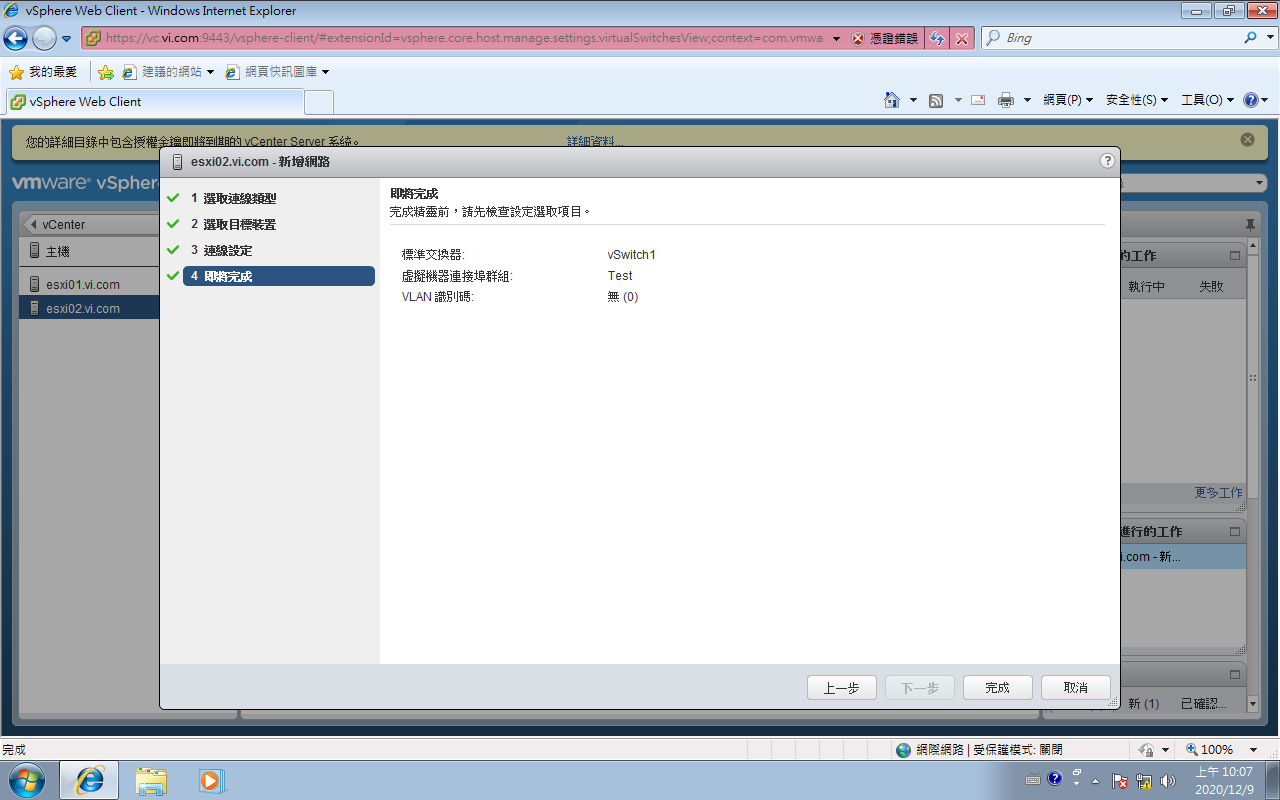 vSphere Web Client - Windows Internet Explorer
https://vc.vi.com:9443/vsphere-client/#extensionId=vsphere.core.host.manage.settings.virtualSwitchesView;context=com.vmwa
憑證錯誤
Bing
我的最愛
建議的網站
網頁快訊圖庫
vSphere Web Client
網頁(P)
安全性(S)
工具(O)
您的詳細目錄中包含授權金鑰即將到期的 vCenter Server 系統。
詳細資料...
vmware® vSpher
esxi02.vi.com - 新增網路
vCenter
主機
esxi01.vi.com
esxi02.vi.com
1 選取連線類型
2 選取目標裝置
3 連線設定
4 即將完成
即將完成
完成精靈前，請先檢查設定選取項目。
標準交換器: vSwitch1
虛擬機器連接埠群組: Test
VLAN 識別碼: 無 (0)
的工作
執行中
失敗
更多工作
進行的工作
i.com - 新...
新 (1)
已確認...
上一步
下一步
完成
取消
完成
網際網路 | 受保護模式: 關閉
100%
上午 10:07
2020/12/9